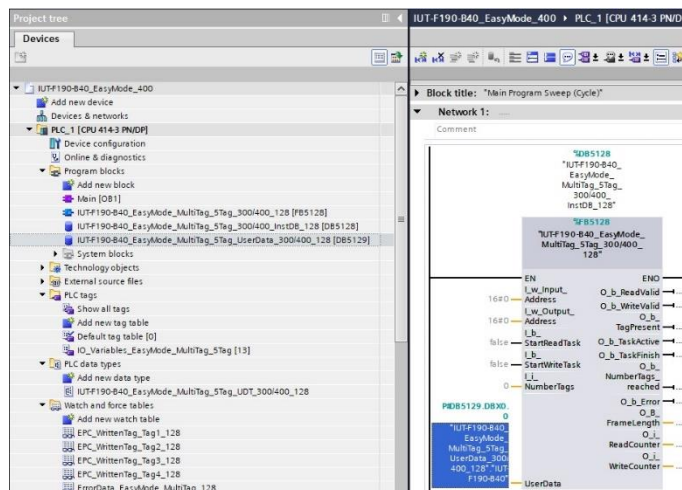 Project tree
Devices
IUT-F190-B40_EasyMode_400
Add new device
Devices & networks
PLC_1 [CPU 414-3 PN/DP]
Device configuration
Online & diagnostics
Program blocks
Add new block
Main [OB1]
IUT-F190-B40_EasyMode_MultiTag_5Tag_300/400_128 [FB5128]
IUT-F190-B40_EasyMode_MultiTag_5Tag_300/400_InstDB_128 [DB5128]
IUT-F190-B40_EasyMode_MultiTag_5Tag_UserData_300/400_128 [DB5129]
System blocks
Technology objects
External source files
PLC tags
Show all tags
Add new tag table
Default tag table [0]
IO_Variables_EasyMode_MultiTag_5Tag [13]
PLC data types
Add new data type
IUT-F190-B40_EasyMode_MultiTag_5Tag_UDT_300/400_128
Watch and force tables
Add new watch table
EPC_WrittenTag_Tag1_128
EPC_WrittenTag_Tag2_128
EPC_WrittenTag_Tag3_128
EPC_WrittenTag_Tag4_128
ErrorData_EasyMode_MultiTag_128
IUT-F190-B40_EasyMode_400 ▸ PLC_1 [CPU 414-3 PN/D
Block title: "Main Program Sweep (Cycle)"
Network 1: ......
Comment
%DB5128
"IUT-F190-B40_
EasyMode_
MultiTag_5Tag_
300/400_
InstDB_128"
%FB5128
"IUT-F190-B40_EasyMode_
MultiTag_5Tag_300/400_
128"
EN ENO
I_w_Input_
16#0 Address
I_w_Output_
16#0 Address
I_b_
false StartReadTask
I_b_
false StartWriteTask
I_i_
0 NumberTags
O_b_ReadValid
O_b_WriteValid
O_b_
TagPresent
O_b_TaskActive
O_b_TaskFinish
O_b_
NumberTags_
reached
O_b_Error
O_B_
FrameLength
O_i_
ReadCounter
O_i_
WriteCounter
P#DB5129.DBX0.
0
"IUT-F190-B40_
EasyMode_
MultiTag_5Tag_
UserData_300/
400_128"."IUT-
F190-B40"
UserData